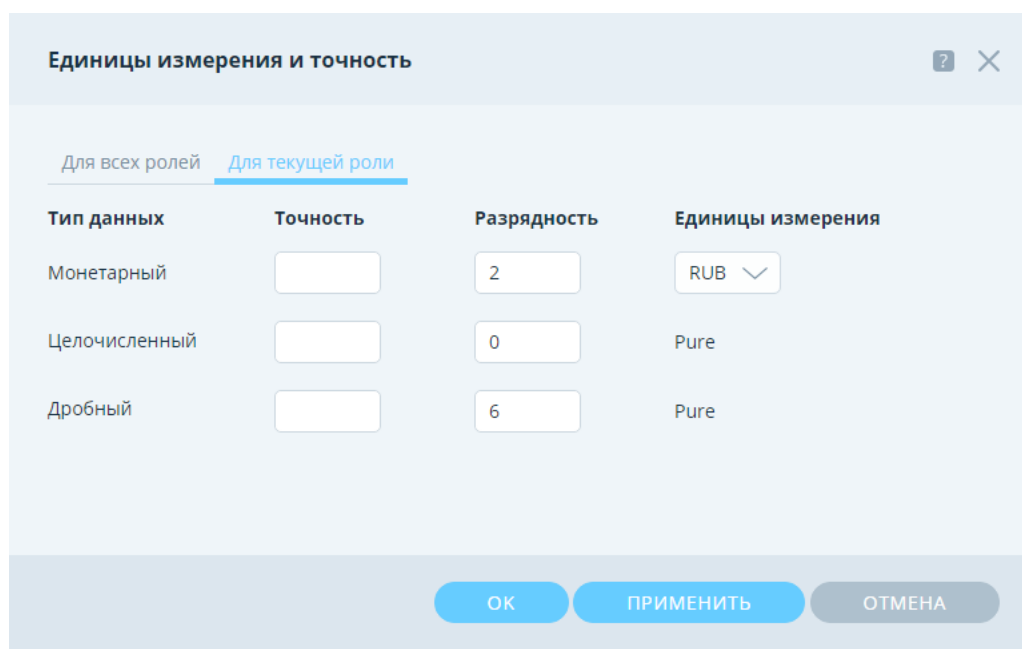 Единицы измерения и точность ?
Для всех ролей Для текущей роли
Тип данных Точность Разрядность Единицы измерения
Монетарный 2 RUB
Целочисленный 0 Pure
Дробный 6 Pure
ОК ПРИМЕНИТЬ ОТМЕНА